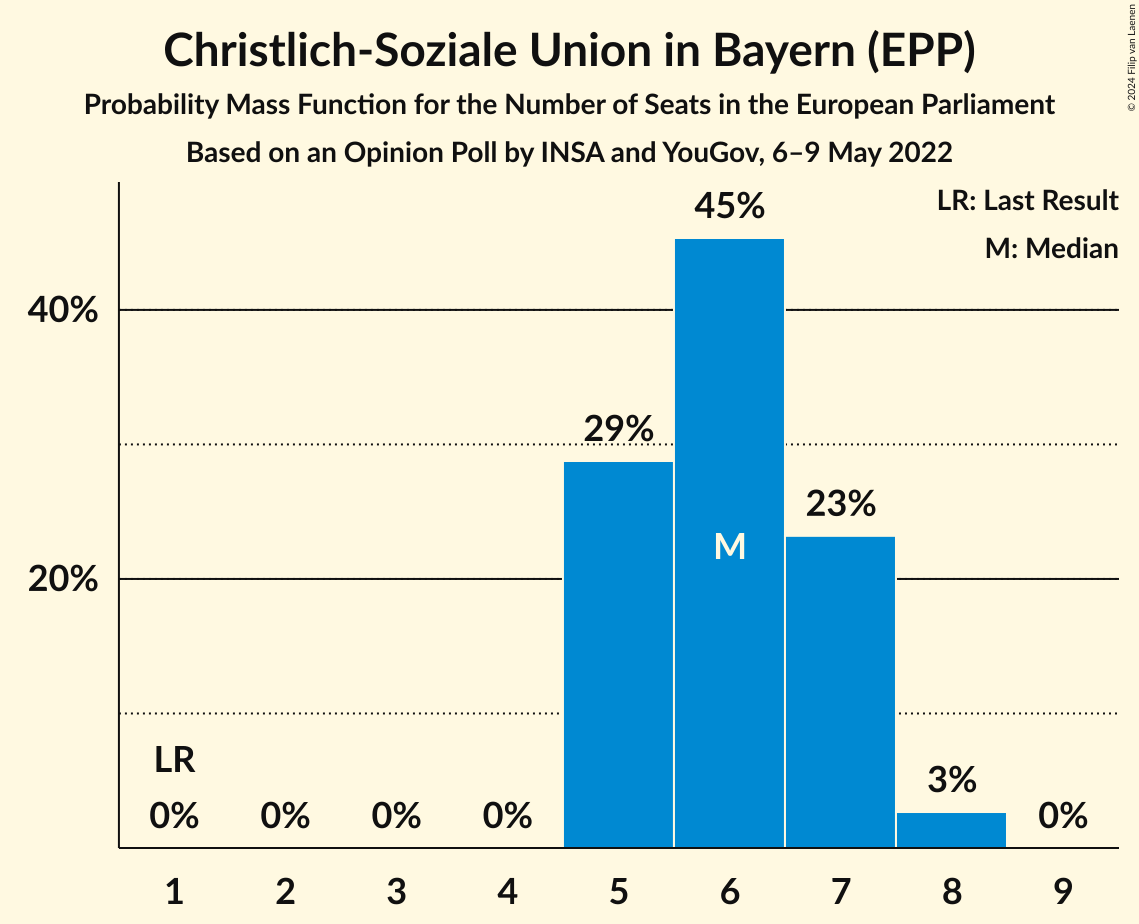 Christlich-Soziale Union in Bayern (EPP)
Probability Mass Function for the Number of Seats in the European Parliament
Based on an Opinion Poll by INSA and YouGov, 6–9 May 2022
© 2024 Filip van Laenen
LR: Last Result
M: Median
45%
40%
29%
23%
M
20%
LR
3%
0% 0% 0% 0% 0%
1 2 3 4 5 6 7 8 9